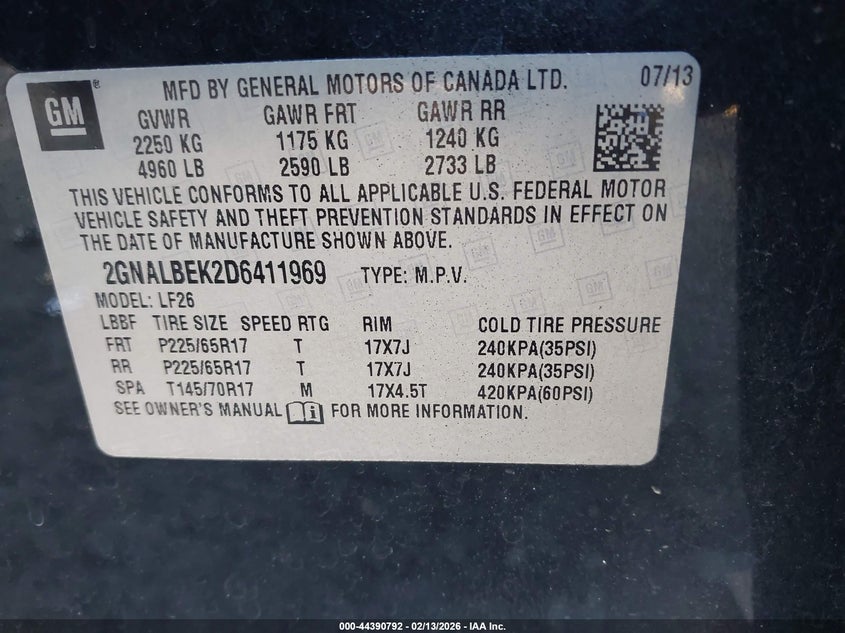 GM ®
MFD BY GENERAL MOTORS OF CANADA LTD. 07/13
GVWR GAWR FRT GAWR RR
2250 KG 1175 KG 1240 KG
4960 LB 2590 LB 2733 LB
THIS VEHICLE CONFORMS TO ALL APPLICABLE U.S. FEDERAL MOTOR
VEHICLE SAFETY AND THEFT PREVENTION STANDARDS IN EFFECT ON
THE DATE OF MANUFACTURE SHOWN ABOVE.
2GNALBEK2D6411969 TYPE: M.P.V.
MODEL: LF26
LBBF TIRE SIZE SPEED RTG RIM COLD TIRE PRESSURE
FRT P225/65R17 T 17X7J 240KPA(35PSI)
RR P225/65R17 T 17X7J 240KPA(35PSI)
SPA T145/70R17 M 17X4.5T 420KPA(60PSI)
SEE OWNER'S MANUAL FOR MORE INFORMATION.
000-44390792 - 02/13/2026 - IAA Inc.